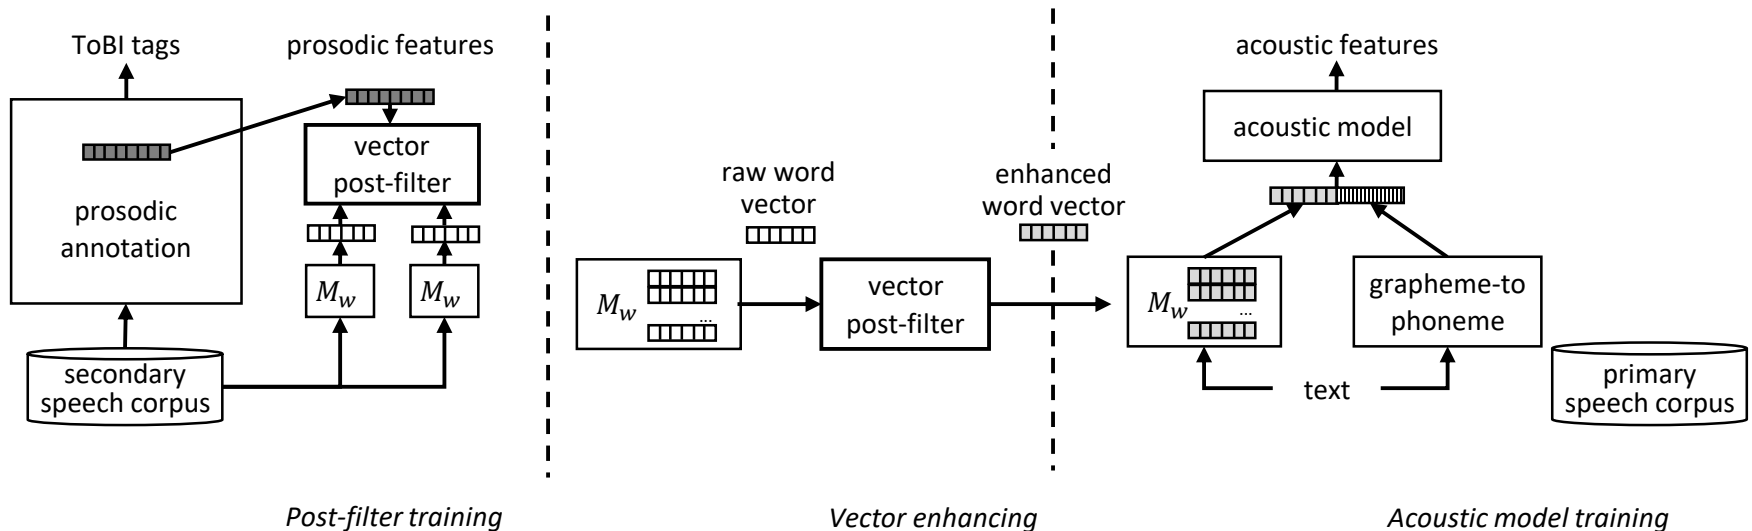 ToBI tags
prosodic features
prosodic
annotation
vector
post-filter
M_w
M_w
secondary
speech corpus
Post-filter training
raw word
vector
enhanced
word vector
M_w
...
vector
post-filter
Vector enhancing
acoustic features
acoustic model
M_w
...
grapheme-to
phoneme
text
primary
speech corpus
Acoustic model training